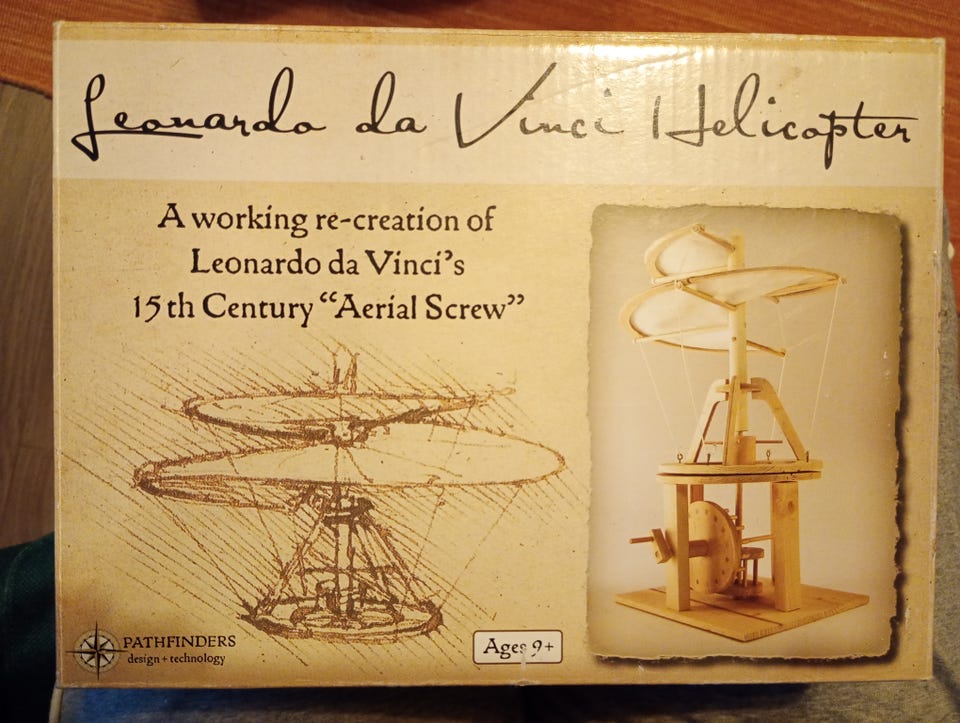 Leonardo da Vinci Helicopter
A working re-creation of
Leonardo da Vinci's
15th Century “Aerial Screw”
PATHFINDERS
design + technology
Ages 9+